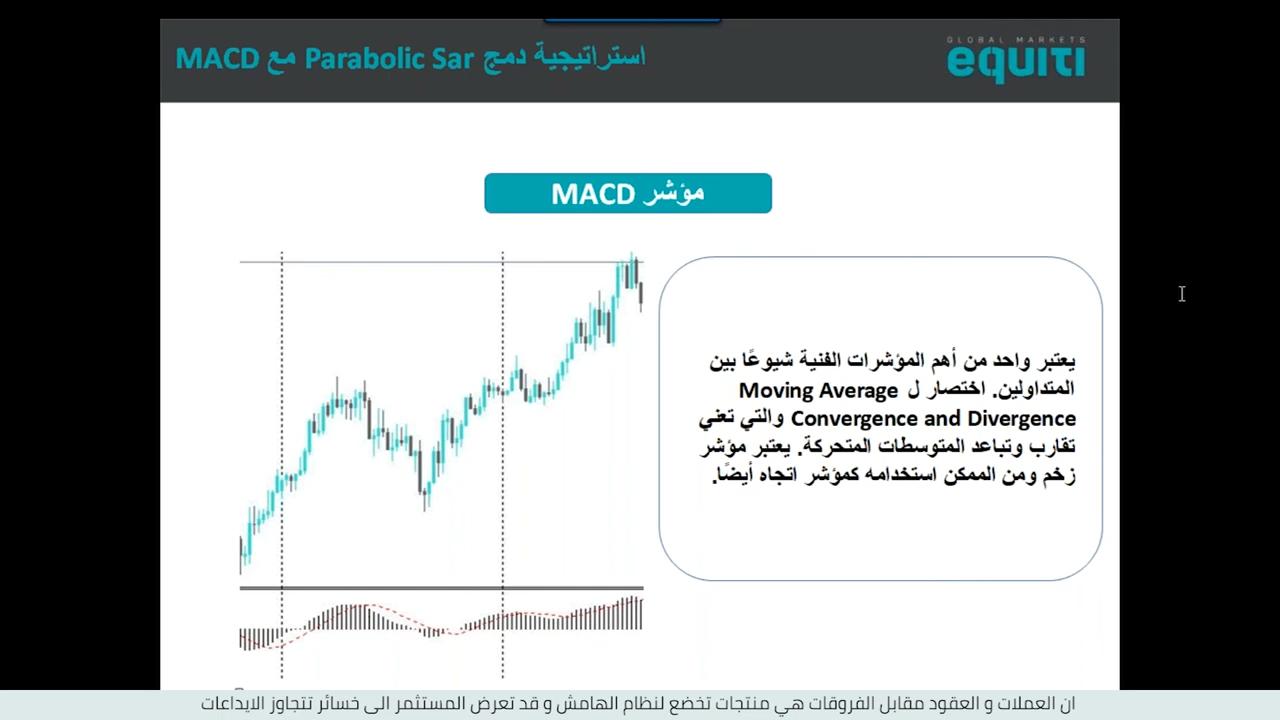 استراتيجية دمج Parabolic Sar مع MACD
GLOBAL MARKETS
equiti
مؤشر MACD
يعتبر واحد من أهم المؤشرات الفنية شيوعًا بين
المتداولين. اختصار ل Moving Average
Convergence and Divergence والتي تعني
تقارب وتباعد المتوسطات المتحركة. يعتبر مؤشر
زخم ومن الممكن استخدامه كمؤشر اتجاه أيضًا.
ان العملات و العقود مقابل الفروقات هي منتجات تخضع لنظام الهامش و قد تعرض المستثمر الى خسائر تتجاوز الايداعات